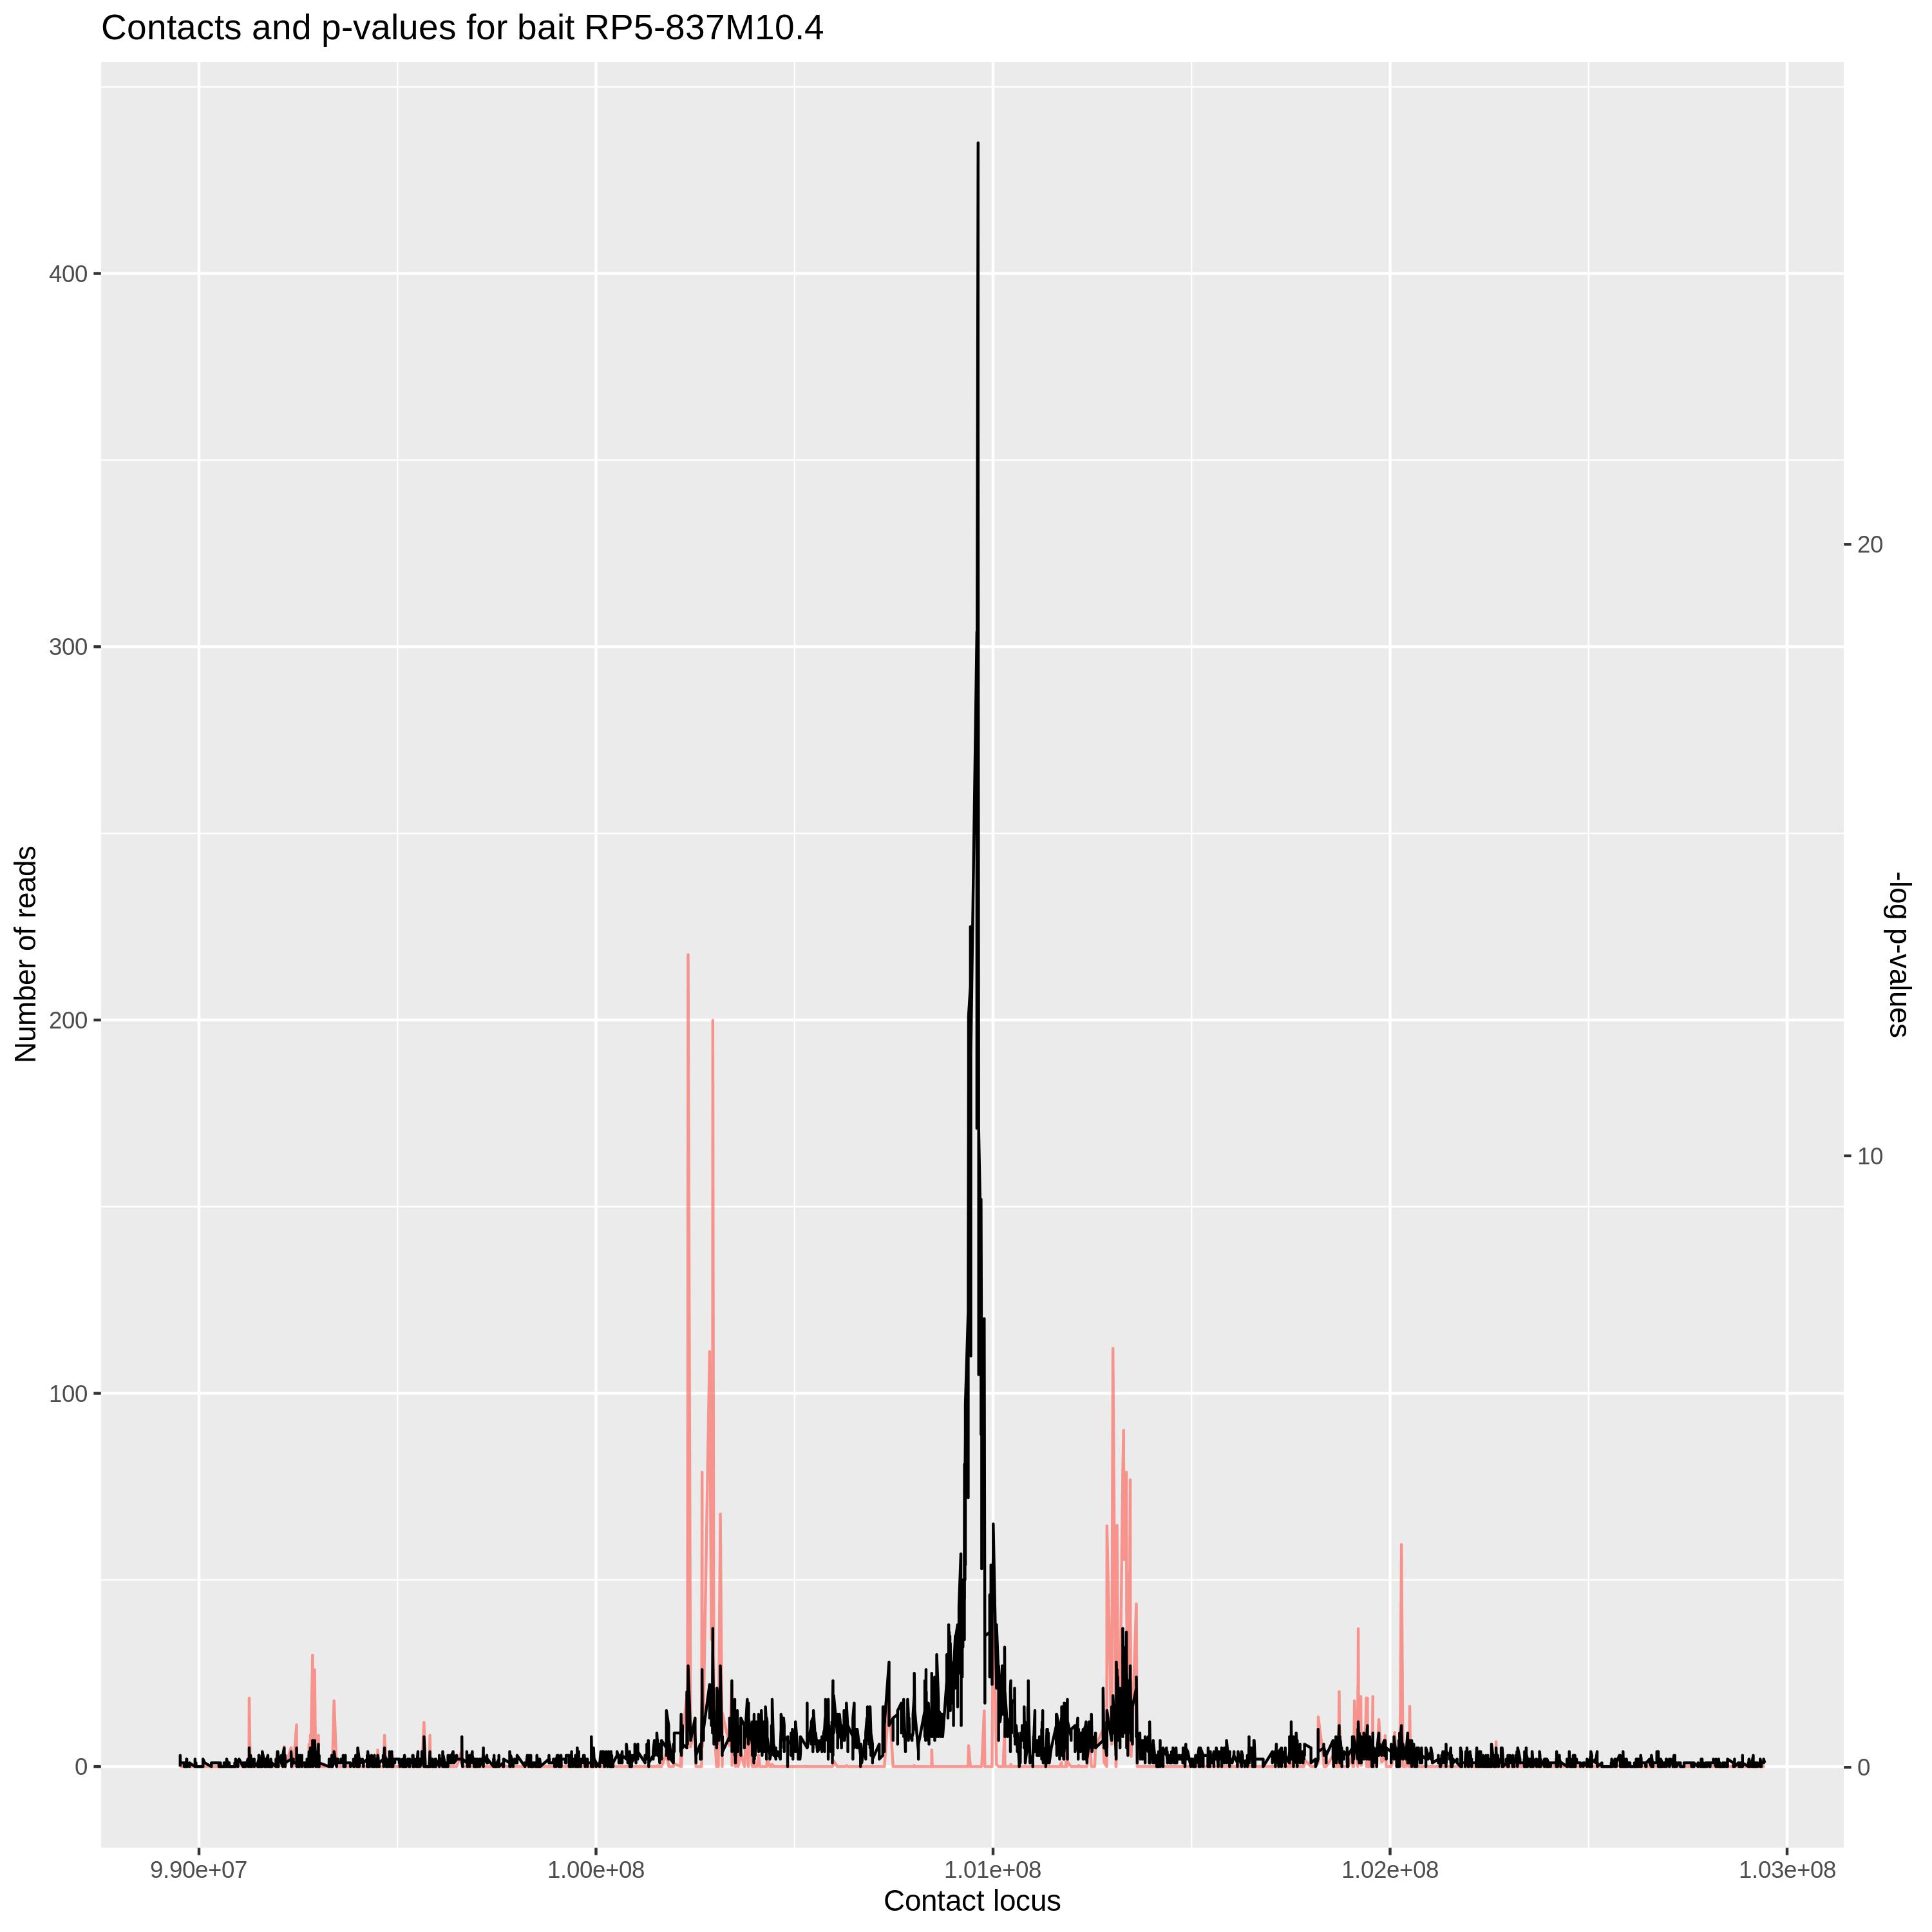 Contacts and p-values for bait RP5-837M10.4
400
300
200
100
0
Number of reads
20
10
0
-log p-values
9.90e+07
1.00e+08
1.01e+08
1.02e+08
1.03e+08
Contact locus